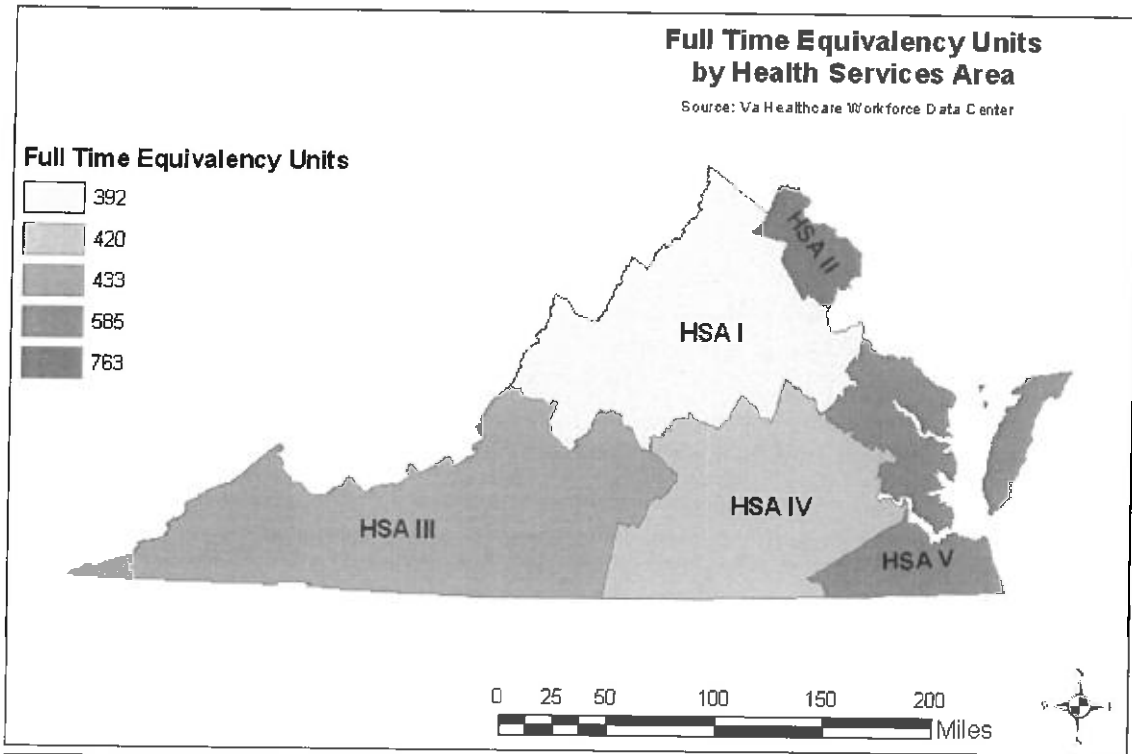 Full Time Equivalency Units
by Health Services Area
Source: Va Healthcare Workforce Data Center
Full Time Equivalency Units
392
420
433
585
763
HSA II
HSA I
HSA IV
HSA III
HSA V
0 25 50 100 150 200
Miles